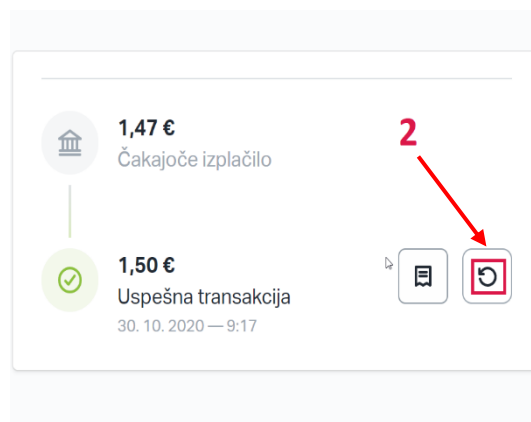 1,47 €
Čakajoče izplačilo
2
1,50 €
Uspešna transakcija
30. 10. 2020 — 9:17